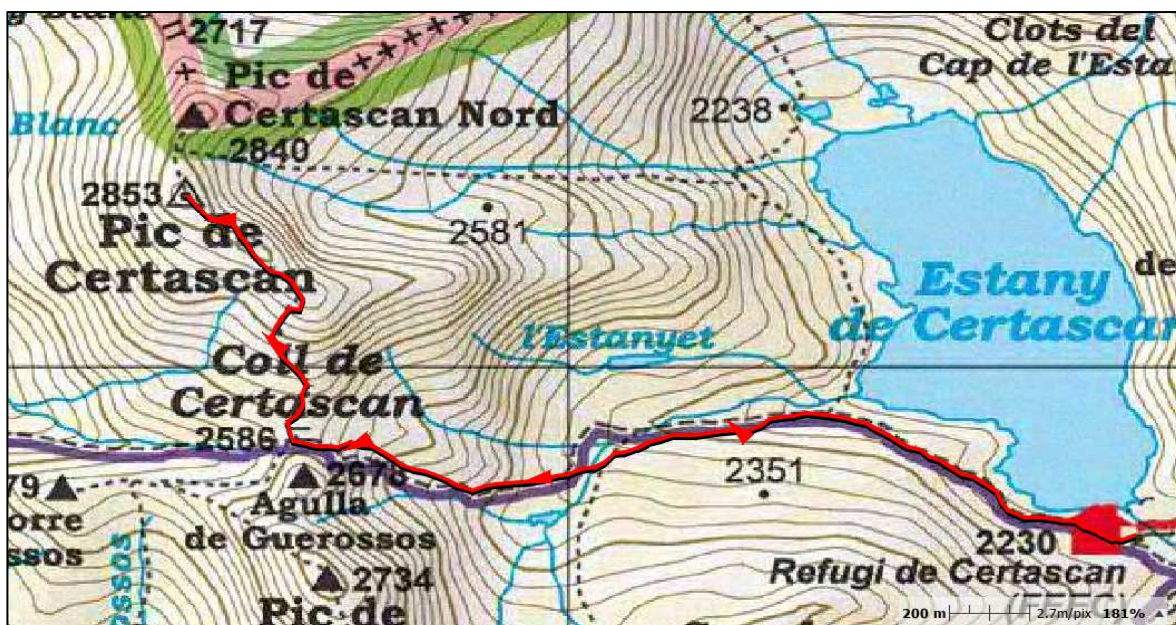 2717
Clots del
Cap de l'Esta
Pic de
Certascan Nord
2840
Blanc
2238
2853
Pic de
Certascan
2581
Estany
de Certascan
de
l'Estanyet
Coll de
Certascan
2586
2678
Agulla
de Guerossos
79
orre
ssos
2351
2734
Pic de
ossos
2230
Refugi de Certascan
(FEEC)
200 m 2.7m/pix 181%